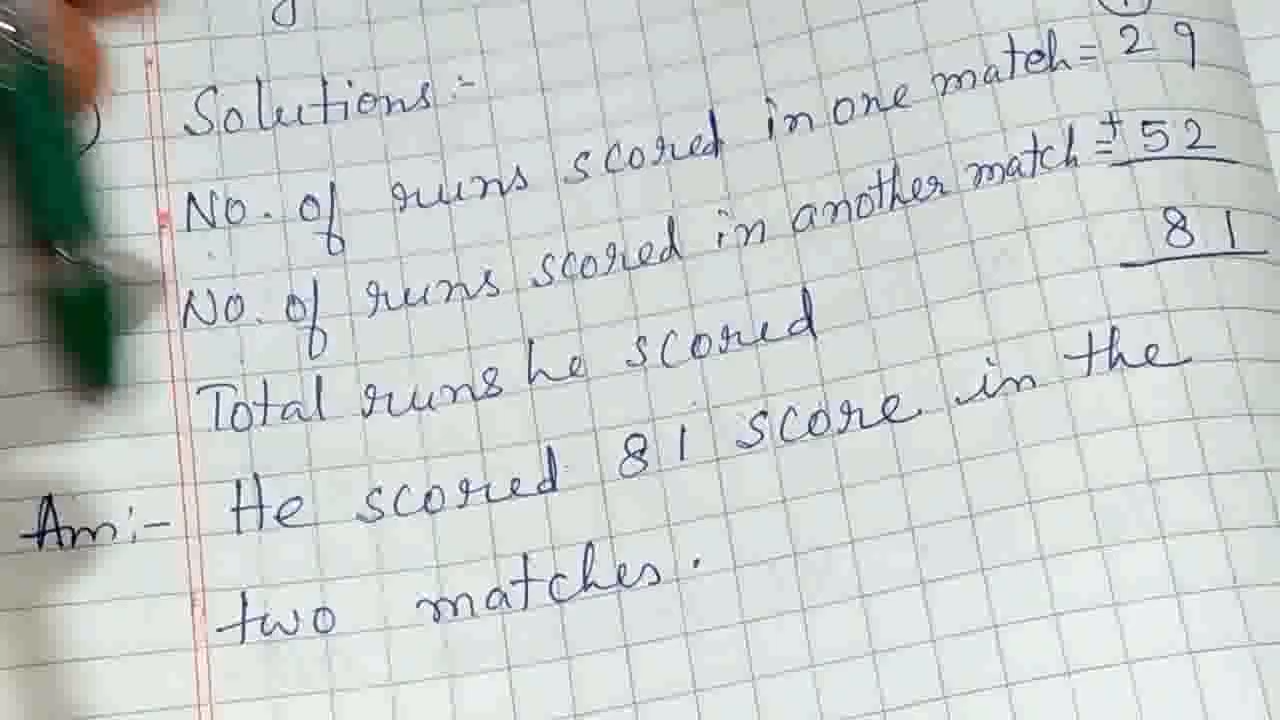 Solutions:-
No. of runs scored in one match = 29
No. of runs scored in another match = + 52
81
Total runs he scored
Ans:- He scored 81 score in the
two matches.